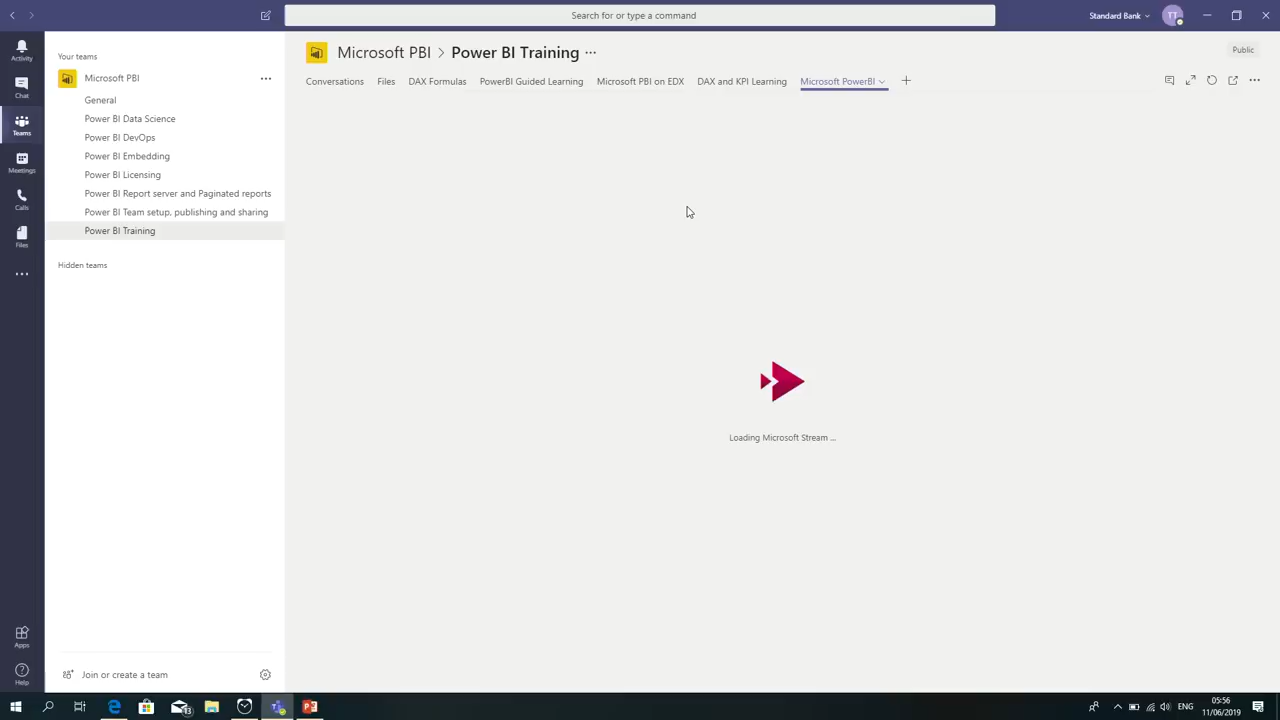 Search for or type a command
Standard Bank
TT
Activity
Chat
Teams
Meetings
Calls
Files
Apps
Help
Your teams
Microsoft PBI
General
Power BI Data Science
Power BI DevOps
Power BI Embedding
Power BI Licensing
Power BI Report server and Paginated reports
Power BI Team setup, publishing and sharing
Power BI Training
Hidden teams
Join or create a team
Microsoft PBI > Power BI Training ...
Public
Conversations Files DAX Formulas PowerBI Guided Learning Microsoft PBI on EDX DAX and KPI Learning Microsoft PowerBI
Loading Microsoft Stream ...
13
ENG
05:56
11/06/2019